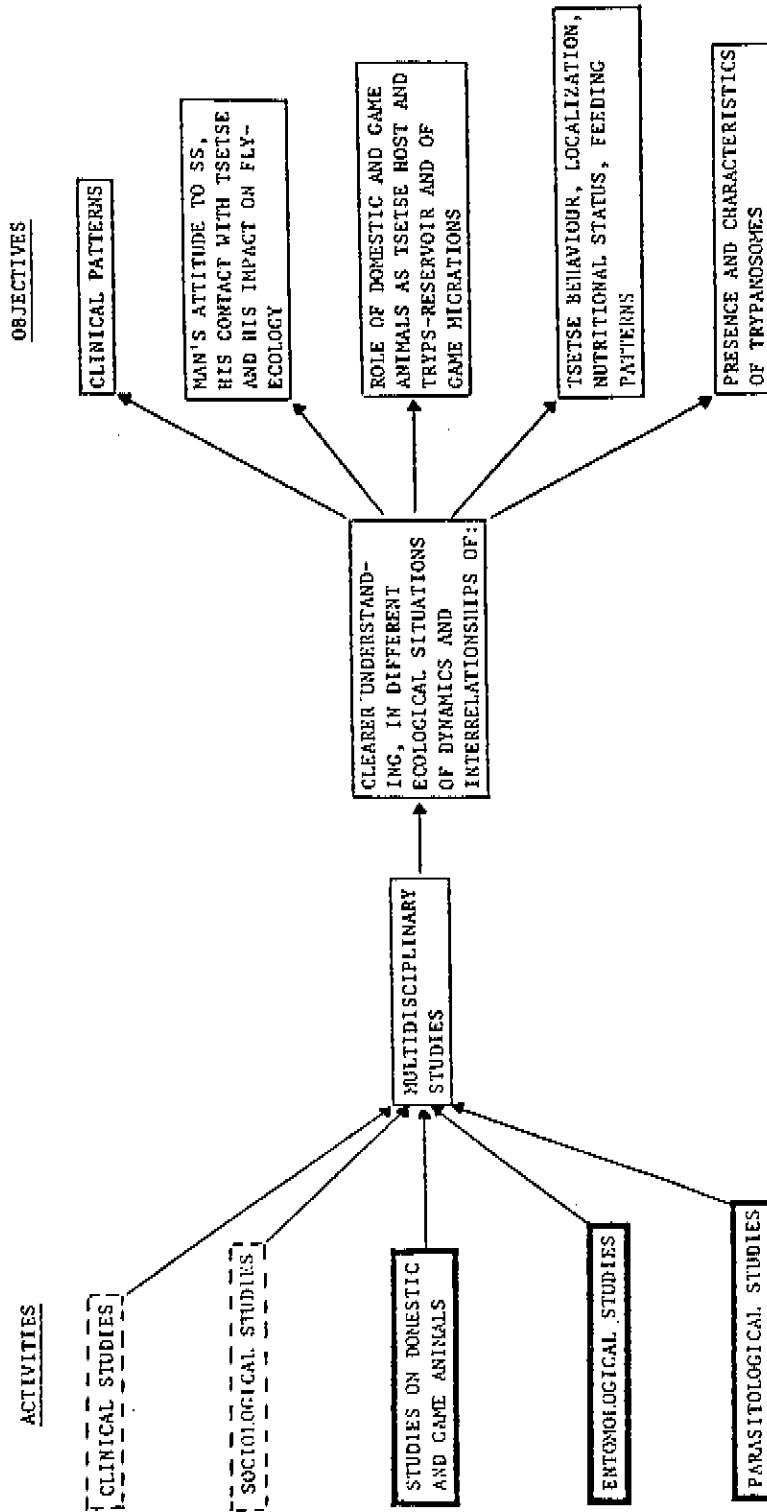 ACTIVITIES
CLINICAL STUDIES
SOCIOLOGICAL STUDIES
STUDIES ON DOMESTIC
AND GAME ANIMALS
ENTOMOLOGICAL STUDIES
PARASITOLOGICAL STUDIES
MULTIDISCIPLINARY
STUDIES
CLEARER UNDERSTAND-
ING, IN DIFFERENT
ECOLOGICAL SITUATIONS
OF DYNAMICS AND
INTERRELATIONSHIPS OF:
OBJECTIVES
CLINICAL PATTERNS
MAN'S ATTITUDE TO SS,
HIS CONTACT WITH TSETSE
AND HIS IMPACT ON FLY-
ECOLOGY
ROLE OF DOMESTIC AND GAME
ANIMALS AS TSETSE HOST AND
TRYPS-RESERVOIR AND OF
GAME MIGRATIONS
TSETSE BEHAVIOUR, LOCALIZATION,
NUTRITIONAL STATUS, FEEDING
PATTERNS
PRESENCE AND CHARACTERISTICS
OF TRYPANOSOMES